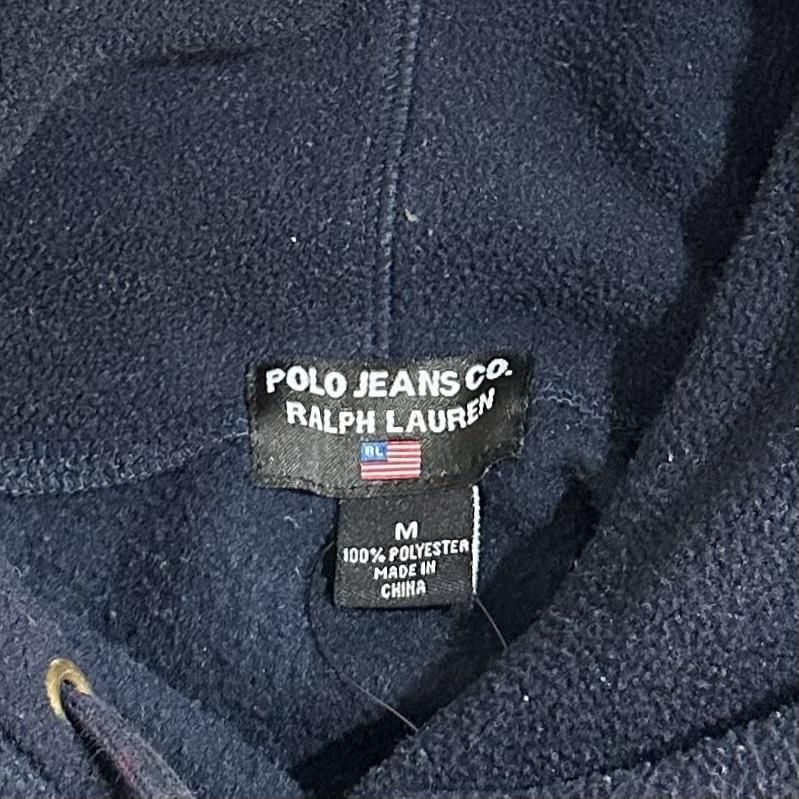 POLO JEANS CO.
RALPH LAUREN
RL
M
100% POLYESTER
MADE IN
CHINA